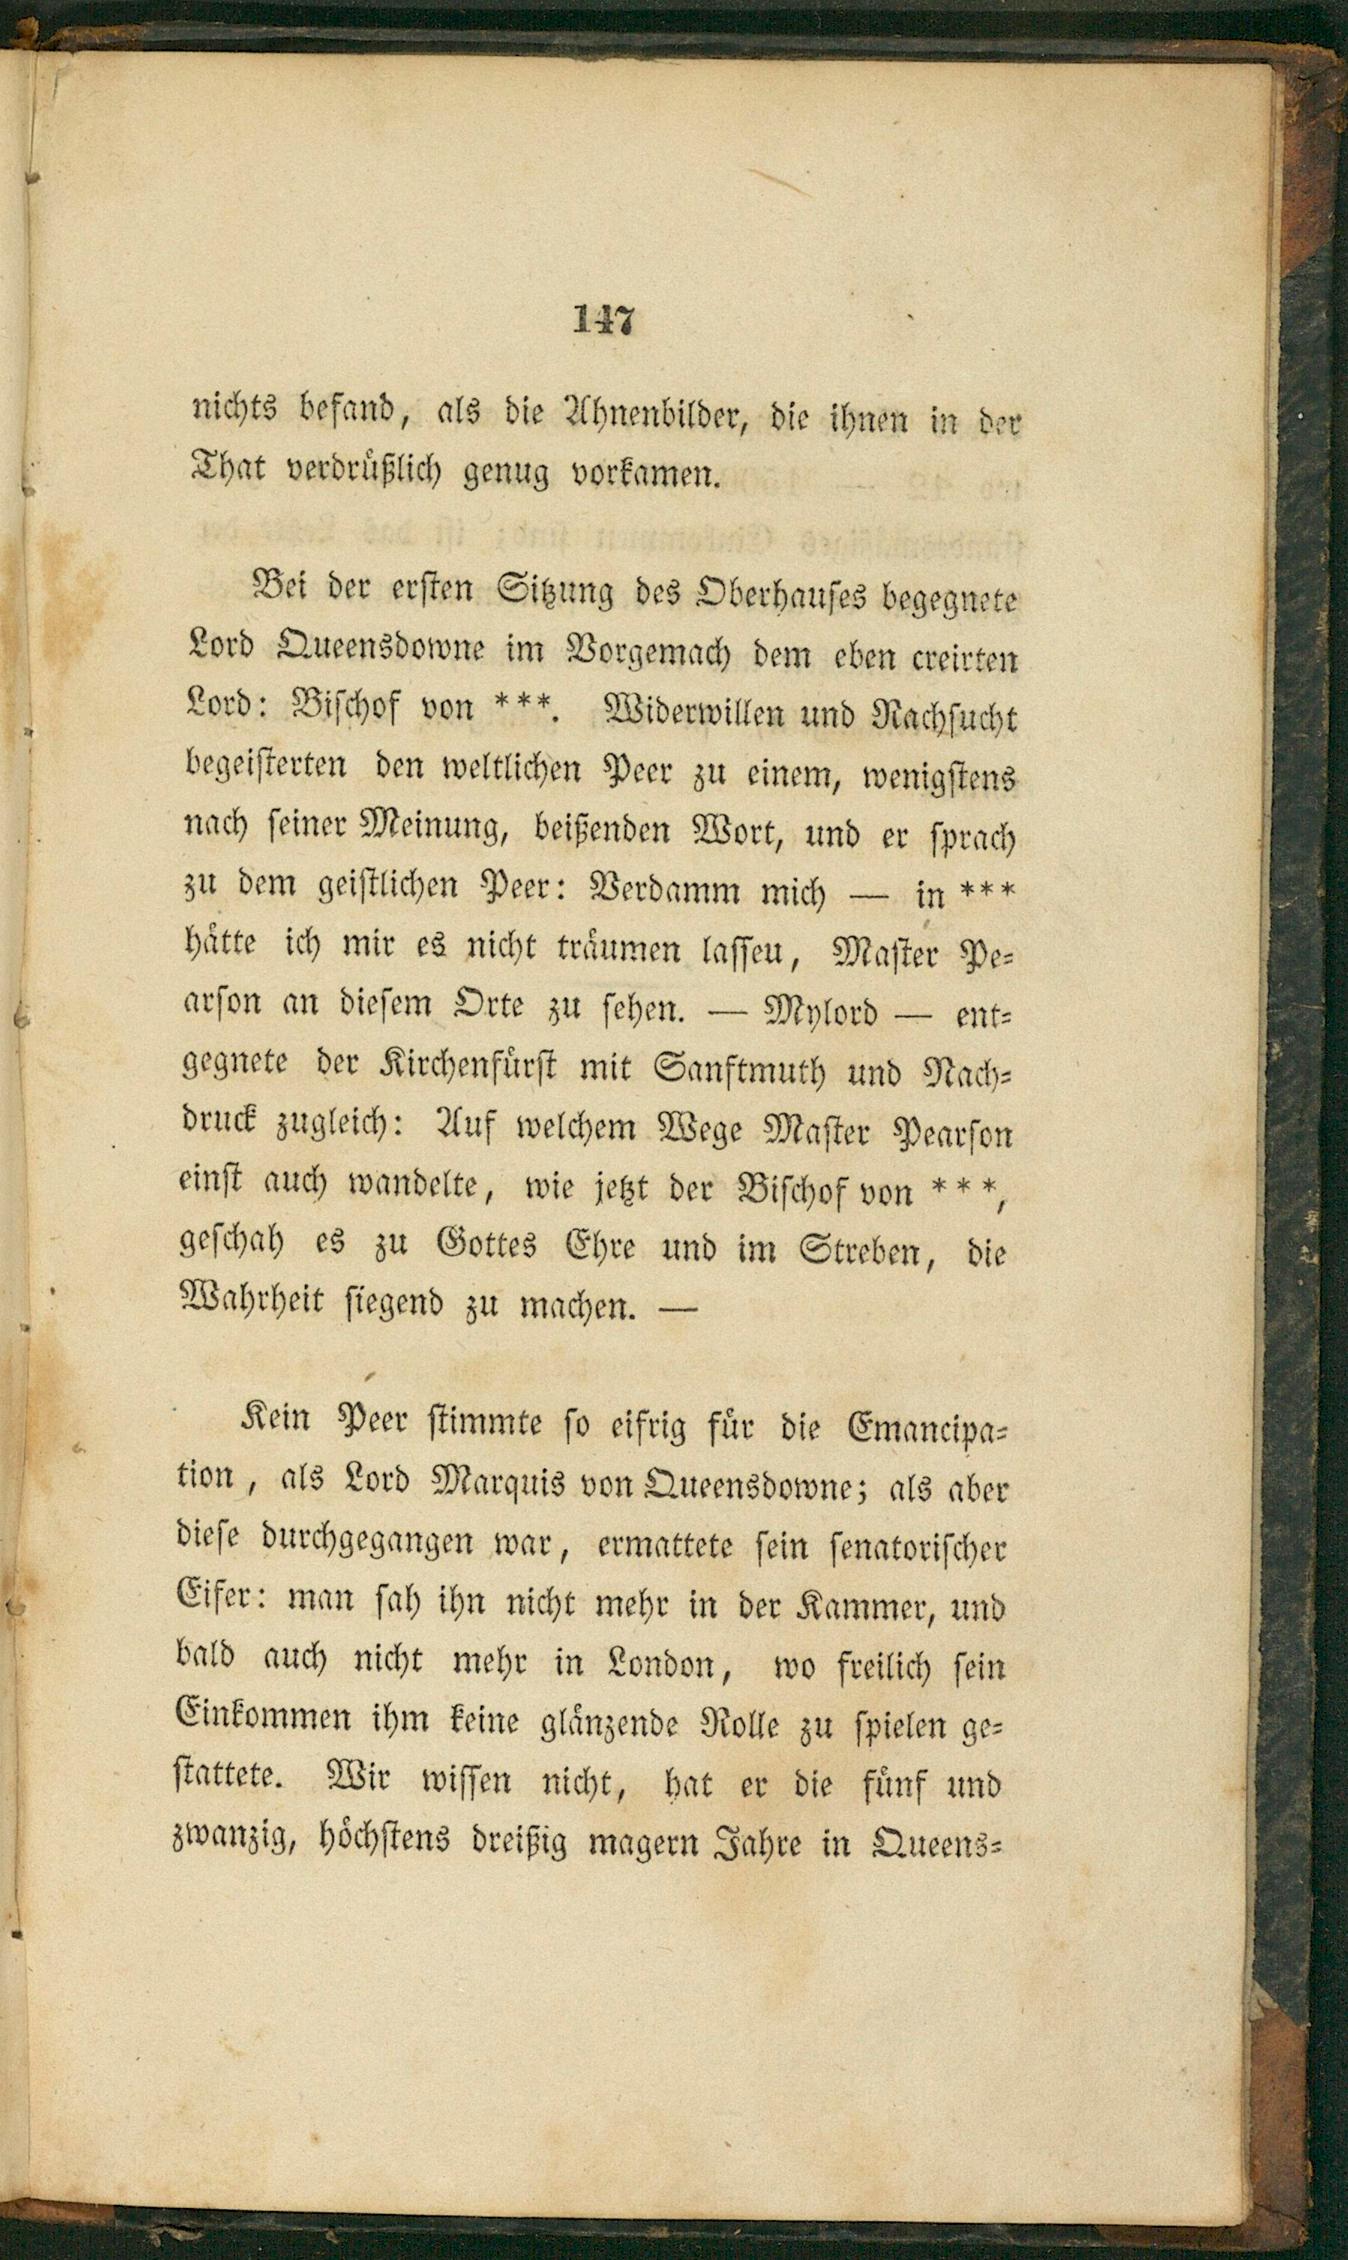 147
nichts befand, als die Ahnenbilder, die ihnen in der
That verdrüßlich genug vorkamen.
Bei der ersten Sitzung des Oberhauses begegnete
Lord Queensdowne im Vorgemach dem eben creirten
Lord: Bischof von ***. Widerwillen und Rachsucht
begeisterten den weltlichen Peer zu einem, wenigstens
nach seiner Meinung, beißenden Wort, und er sprach
zu dem geistlichen Peer: Verdamm mich — in ***
hätte ich mir es nicht träumen lasseu, Master Pe-
arson an diesem Orte zu sehen. — Mylord — ent-
gegnete der Kirchenfürst mit Sanftmuth und Nach-
druck zugleich: Auf welchem Wege Master Pearson
einst auch wandelte, wie jetzt der Bischof von ***,
geschah es zu Gottes Ehre und im Streben, die
Wahrheit siegend zu machen. —
Kein Peer stimmte so eifrig für die Emancipa-
tion, als Lord Marquis von Queensdowne; als aber
diese durchgegangen war, ermattete sein senatorischer
Eifer: man sah ihn nicht mehr in der Kammer, und
bald auch nicht mehr in London, wo freilich sein
Einkommen ihm keine glänzende Rolle zu spielen ge-
stattete. Wir wissen nicht, hat er die fünf und
zwanzig, höchstens dreißig magern Jahre in Queens-